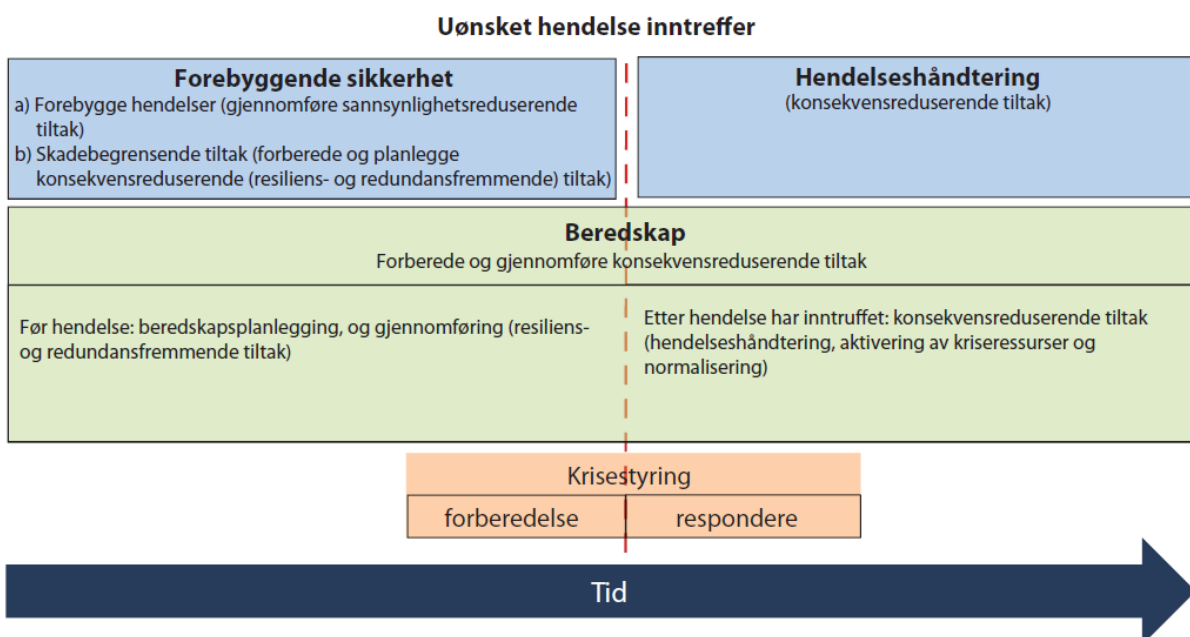 Uønsket hendelse inntreffer
Forebyggende sikkerhet
a) Forebygge hendelser (gjennomføre sannsynlighetsreduserende
tiltak)
b) Skadebegrensende tiltak (forberede og planlegge
konsekvensreduserende (resiliens- og redundansfremmende) tiltak)
Hendelseshåndtering
(konsekvensreduserende tiltak)
Beredskap
Forberede og gjennomføre konsekvensreduserende tiltak
Før hendelse: beredskapsplanlegging, og gjennomføring (resiliens-
og redundansfremmende tiltak)
Etter hendelse har inntruffet: konsekvensreduserende tiltak
(hendelseshåndtering, aktivering av kriseressurser og
normalisering)
Krisestyring
forberedelse
respondere
Tid